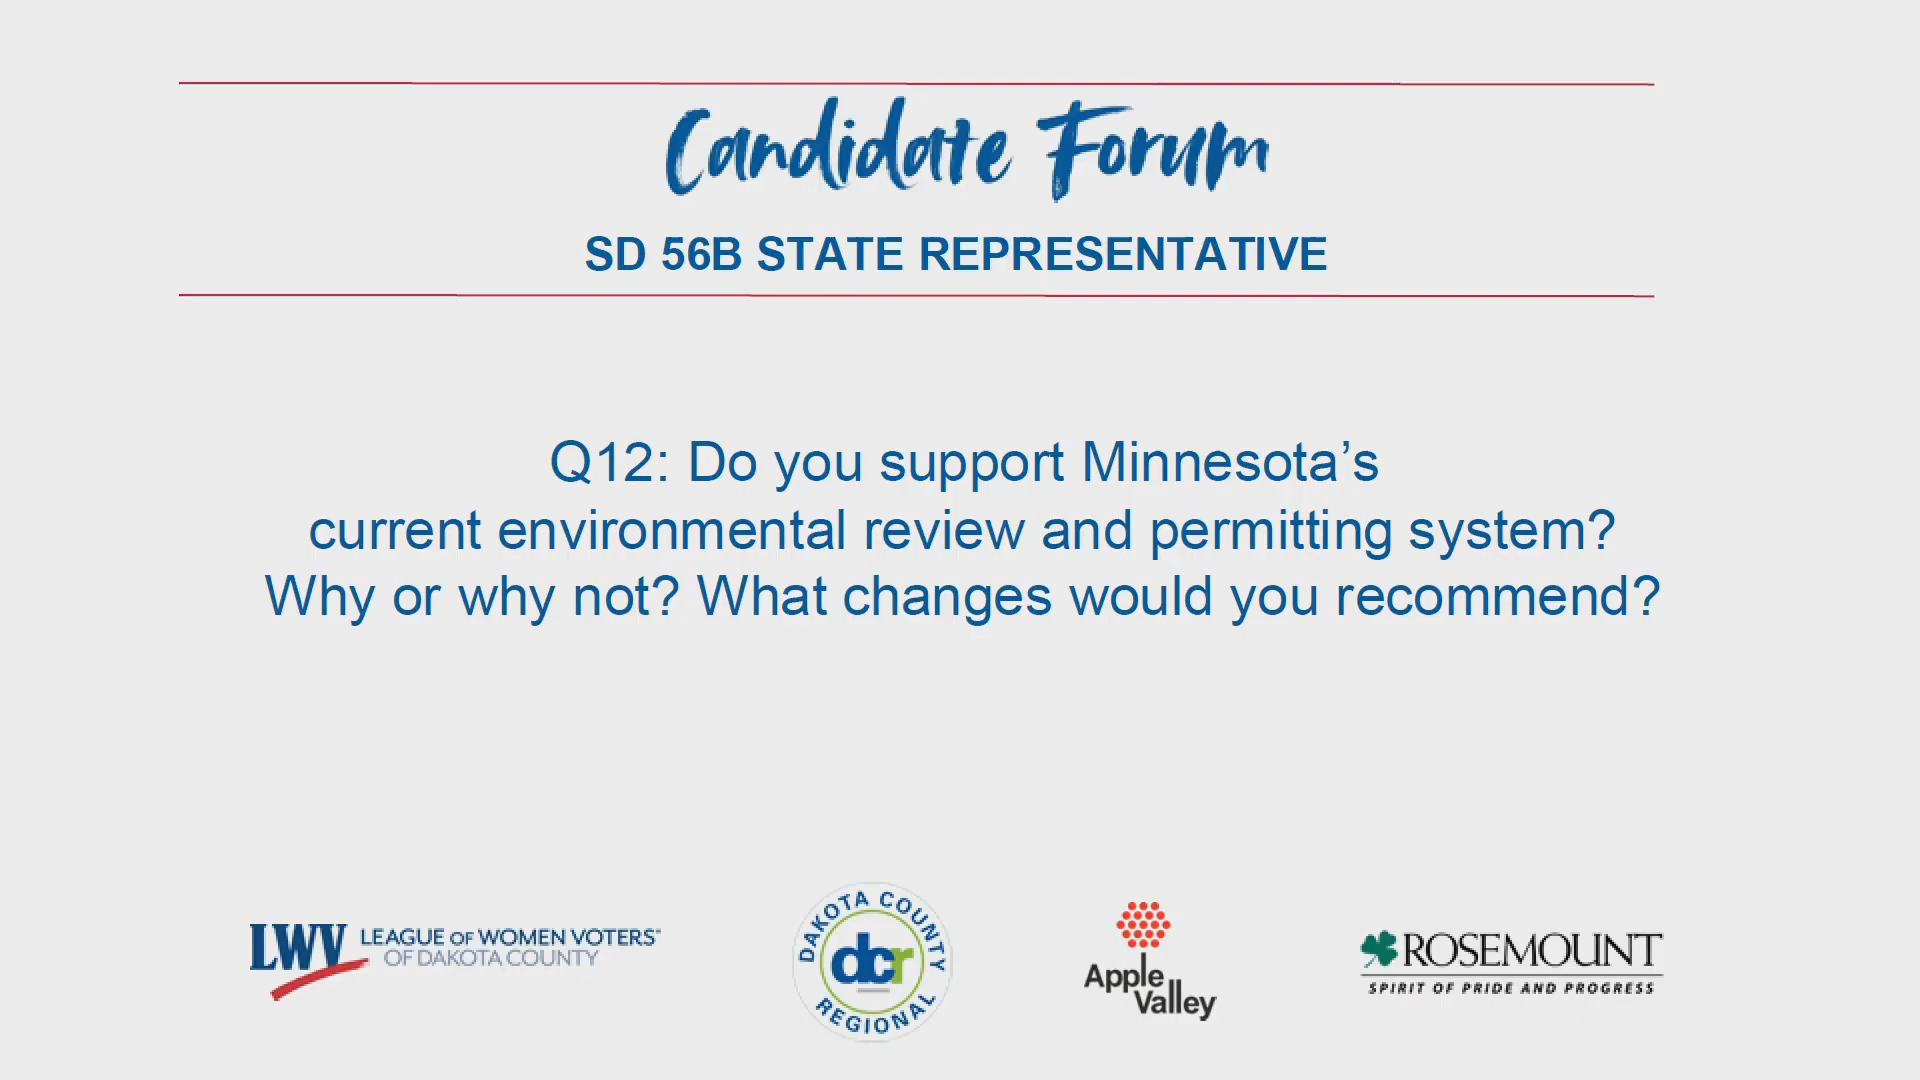 Candidate Forum
SD 56B STATE REPRESENTATIVE
Q12: Do you support Minnesota’s
current environmental review and permitting system?
Why or why not? What changes would you recommend?
LWV LEAGUE OF WOMEN VOTERS®
OF DAKOTA COUNTY
DAKOTA COUNTY
dcr
REGIONAL
Apple
Valley
ROSEMOUNT
SPIRIT OF PRIDE AND PROGRESS